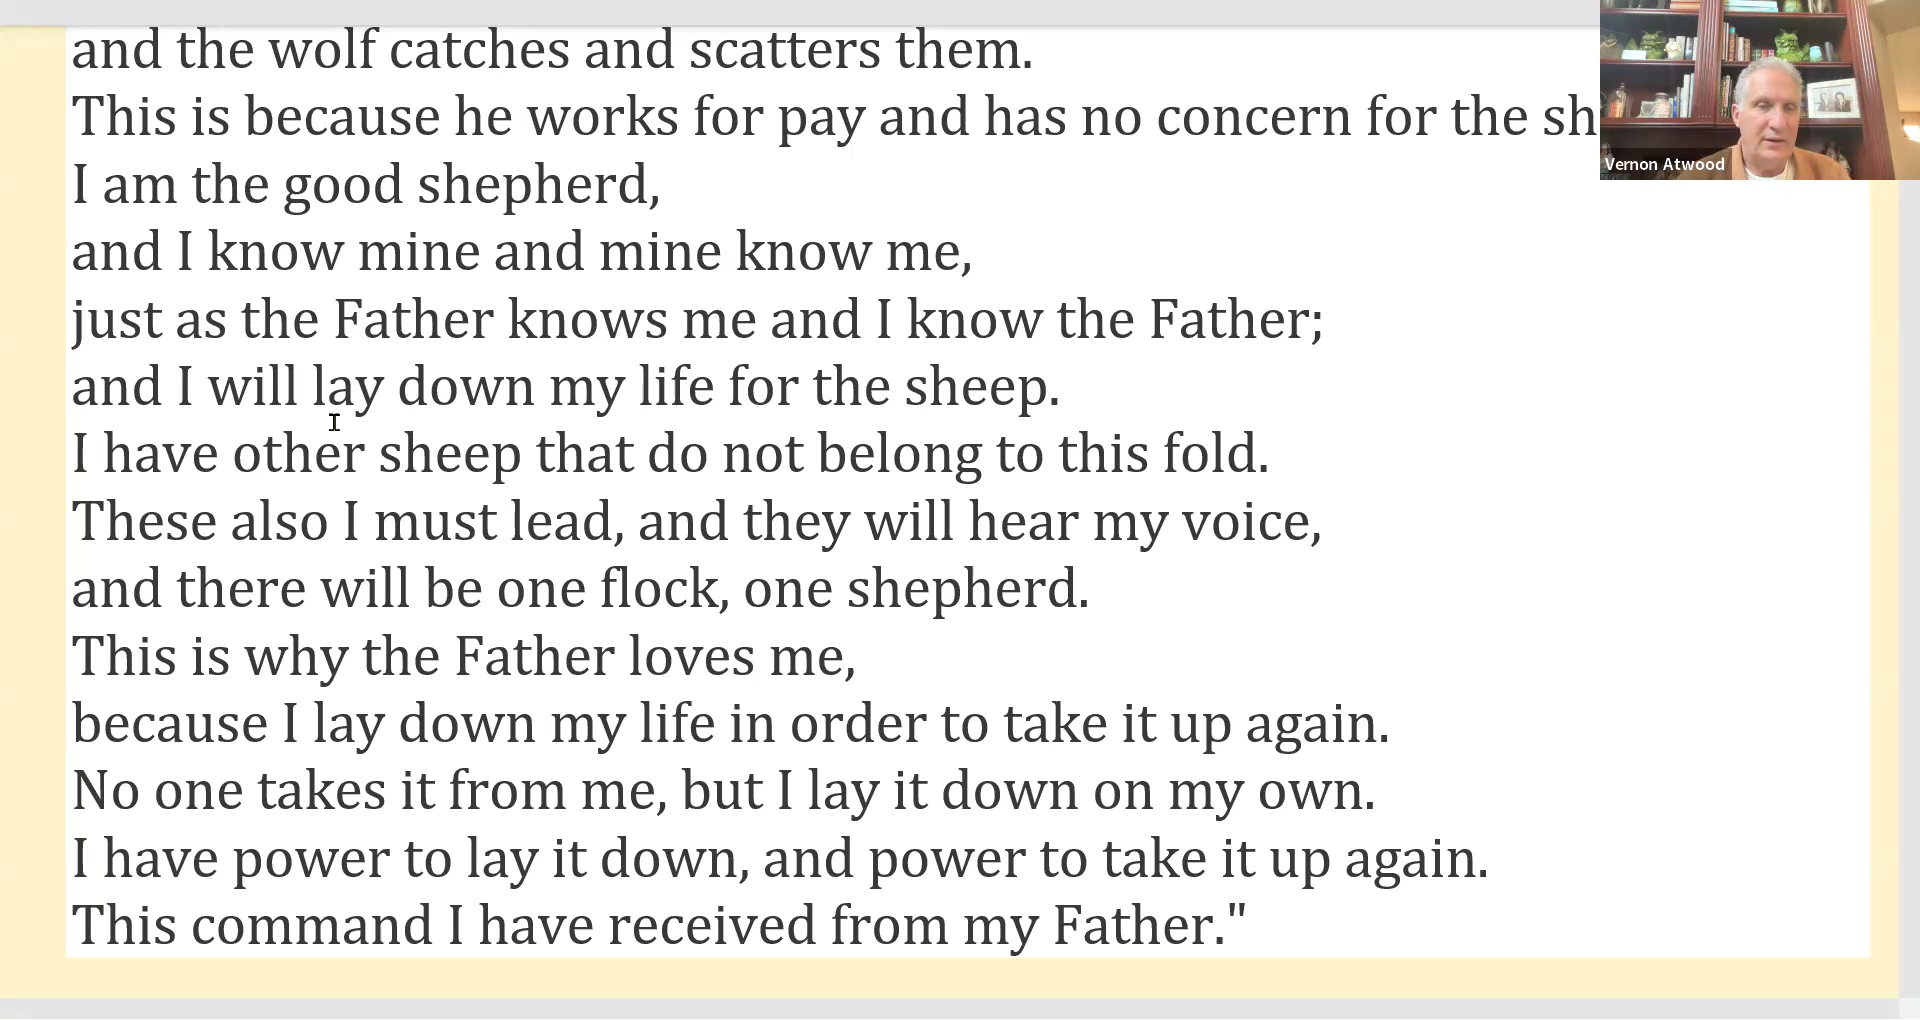 and the wolf catches and scatters them.
This is because he works for pay and has no concern for the sh
I am the good shepherd,
and I know mine and mine know me,
just as the Father knows me and I know the Father;
and I will lay down my life for the sheep.
I have other sheep that do not belong to this fold.
These also I must lead, and they will hear my voice,
and there will be one flock, one shepherd.
This is why the Father loves me,
because I lay down my life in order to take it up again.
No one takes it from me, but I lay it down on my own.
I have power to lay it down, and power to take it up again.
This command I have received from my Father."
Vernon Atwood